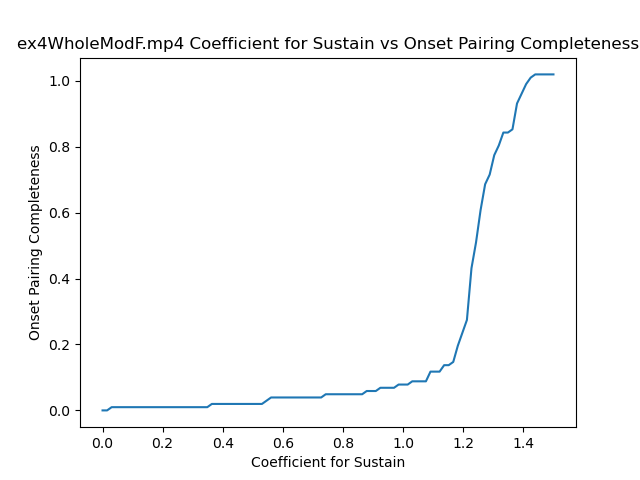 ex4WholeModF.mp4 Coefficient for Sustain vs Onset Pairing Completeness
Onset Pairing Completeness
1.0
0.8
0.6
0.4
0.2
0.0
0.0 0.2 0.4 0.6 0.8 1.0 1.2 1.4
Coefficient for Sustain